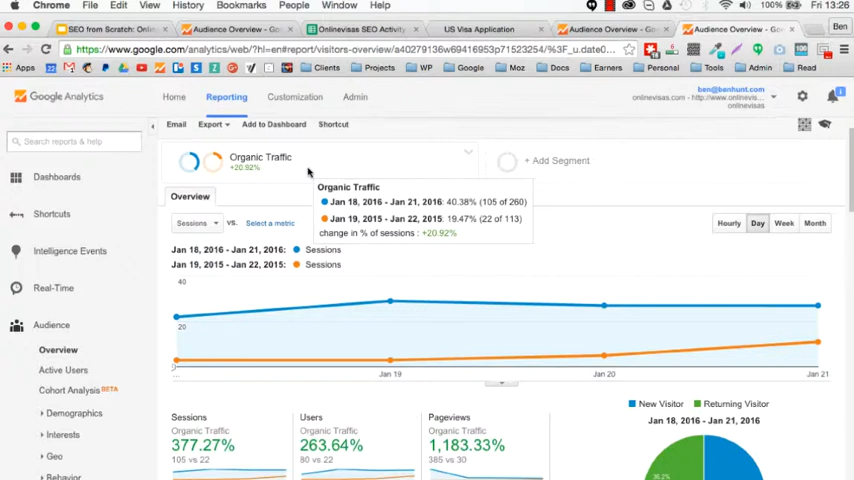 Chrome File Edit View History Bookmarks People Window Help 100% Fri 13:26
SEO from Scratch: Onlin... Audience Overview - G... Onlinevisas SEO Activity... US Visa Application Audience Overview - G... Audience Overview - G... Ben
https://www.google.com/analytics/web/?hl=en#report/visitors-overview/a40279136w69416953p71523254/%3F_u.date0...
Apps Clients Projects WP Google Moz Docs Earners Personal Tools Admin Read
Google Analytics Home Reporting Customization Admin
ben@benhunt.com
onlinevisas.com - http://www.onlinevisas.com...
onlinevisas
Email Export Add to Dashboard Shortcut
Search reports & help
Dashboards
Shortcuts
Intelligence Events
Real-Time
Audience
Overview
Active Users
Cohort Analysis BETA
Demographics
Interests
Geo
Behavior
Organic Traffic
+20.92%
+ Add Segment
Organic Traffic
Jan 18, 2016 - Jan 21, 2016: 40.38% (105 of 260)
Jan 19, 2015 - Jan 22, 2015: 19.47% (22 of 113)
change in % of sessions : +20.92%
Overview
Sessions VS. Select a metric
Hourly Day Week Month
Jan 18, 2016 - Jan 21, 2016: Sessions
Jan 19, 2015 - Jan 22, 2015: Sessions
40
20
0
... Jan 19 Jan 20 Jan 21
New Visitor Returning Visitor
Jan 18, 2016 - Jan 21, 2016
36.2%
Sessions
Organic Traffic
377.27%
105 vs 22
Users
Organic Traffic
263.64%
80 vs 22
Pageviews
Organic Traffic
1,183.33%
385 vs 30